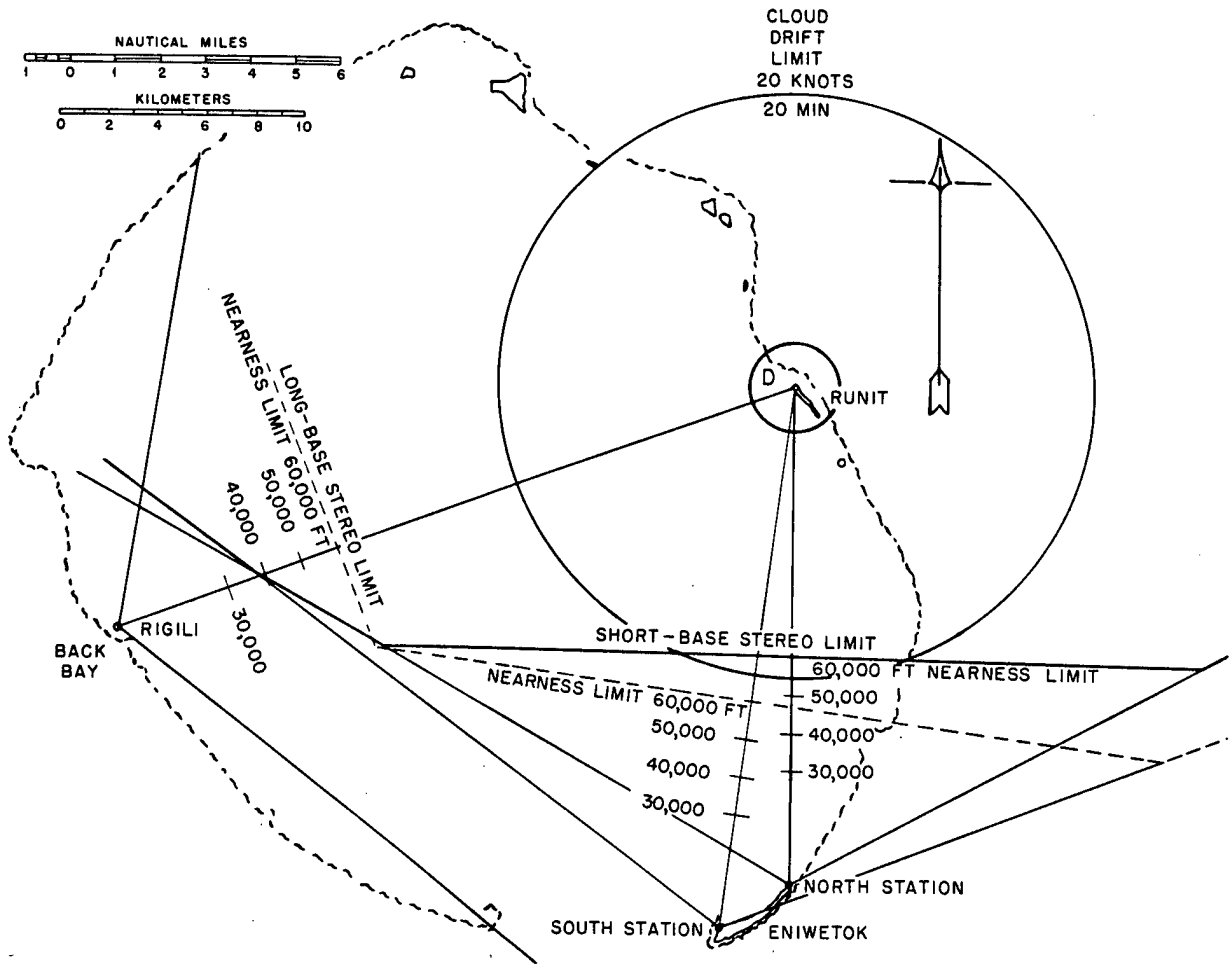 NAUTICAL MILES
1 0 1 2 3 4 5 6
KILOMETERS
0 2 4 6 8 10
CLOUD
DRIFT
LIMIT
20 KNOTS
20 MIN
D
RUNIT
LONG-BASE STEREO LIMIT
NEARNESS LIMIT 60,000 FT
50,000
40,000
30,000
RIGILI
BACK
BAY
SHORT-BASE STEREO LIMIT
60,000 FT NEARNESS LIMIT
50,000
40,000
30,000
NEARNESS LIMIT 60,000 FT
50,000
40,000
30,000
NORTH STATION
SOUTH STATION
ENIWETOK